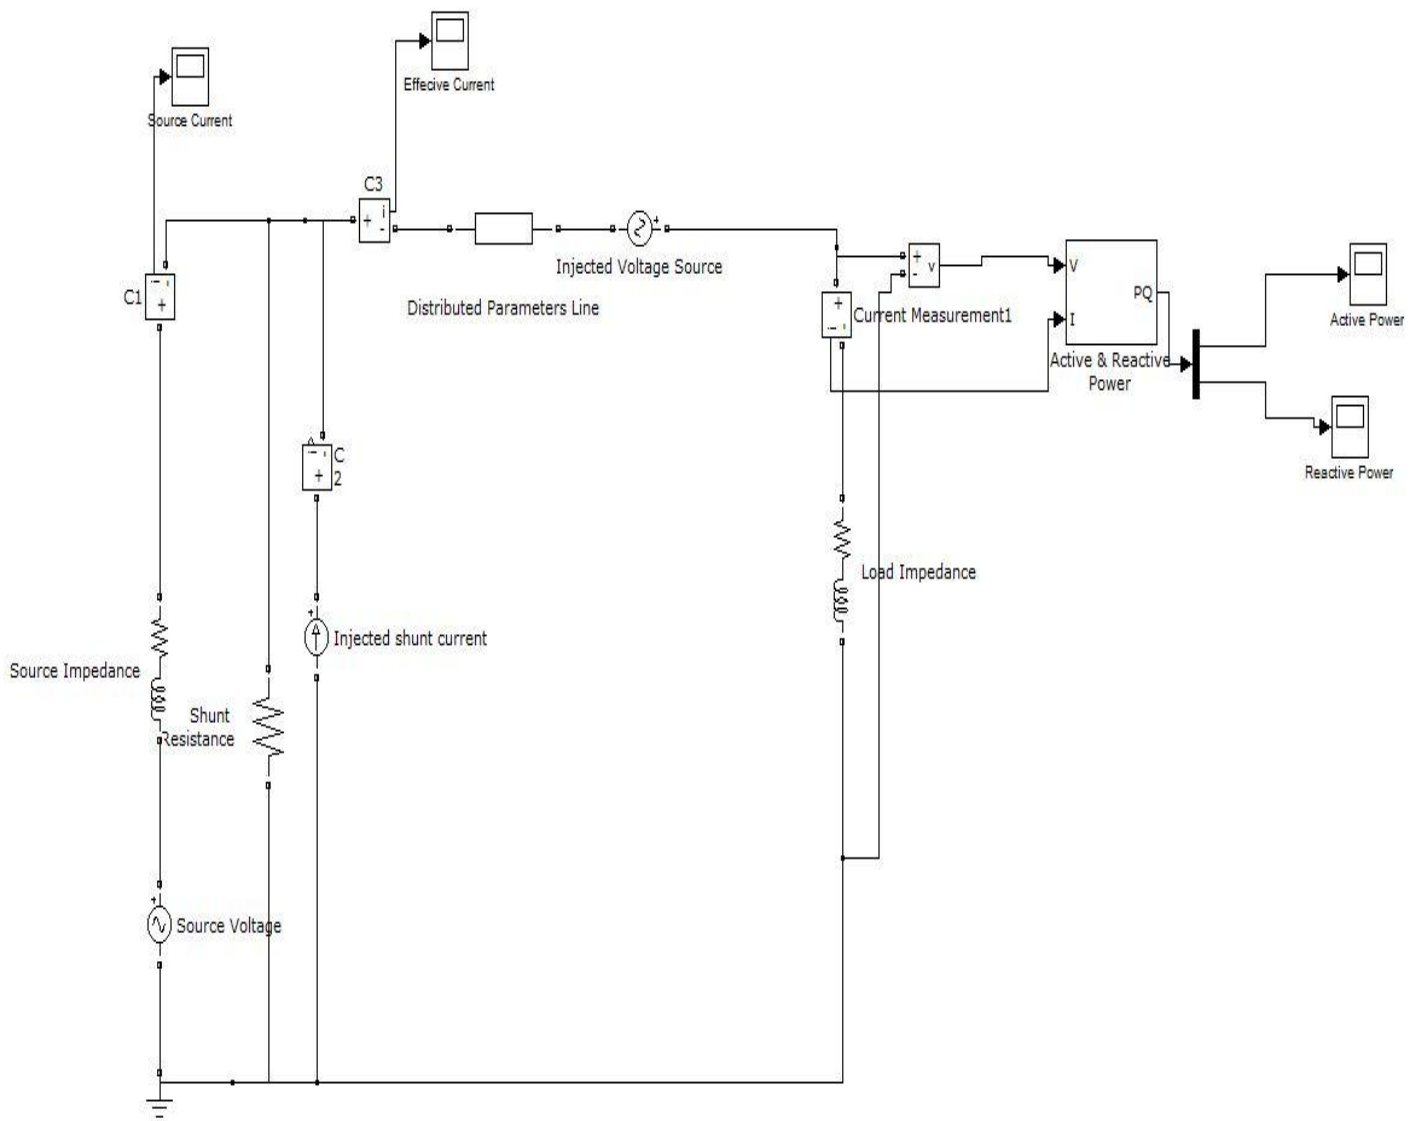 Effecive Current
Source Current
C3
+ i
-
+
Injected Voltage Source
C1
+
Distributed Parameters Line
+
-
v
V
I
PQ
+
Current Measurement1
Active & Reactive
Power
Active Power
Reactive Power
C
2
+
Load Impedance
+
Injected shunt current
Source Impedance
Shunt
Resistance
+
Source Voltage